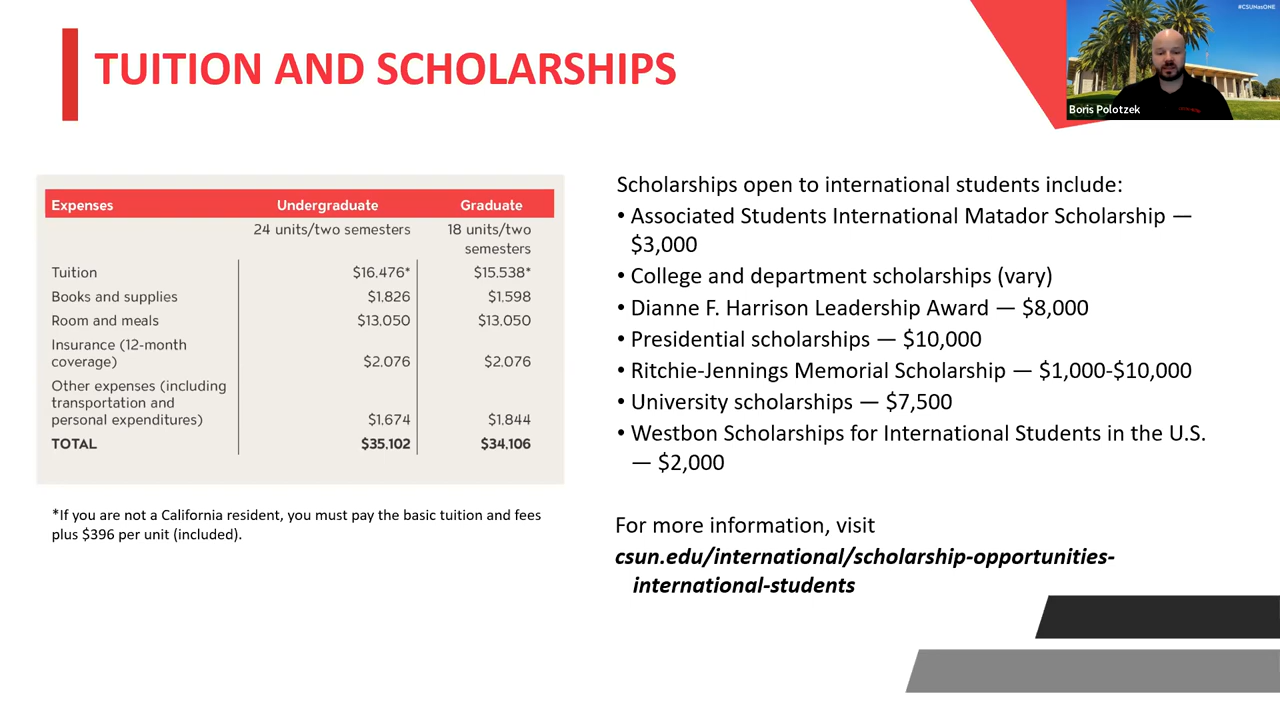 #CSUNasONE
TUITION AND SCHOLARSHIPS
Boris Polotzek
Expenses Undergraduate Graduate
24 units/two semesters 18 units/two
semesters
Tuition $16,476* $15,538*
Books and supplies $1,826 $1,598
Room and meals $13,050 $13,050
Insurance (12-month
coverage) $2,076 $2,076
Other expenses (including
transportation and
personal expenditures) $1,674 $1,844
TOTAL $35,102 $34,106
*If you are not a California resident, you must pay the basic tuition and fees
plus $396 per unit (included).
Scholarships open to international students include:
• Associated Students International Matador Scholarship —
$3,000
• College and department scholarships (vary)
• Dianne F. Harrison Leadership Award — $8,000
• Presidential scholarships — $10,000
• Ritchie-Jennings Memorial Scholarship — $1,000-$10,000
• University scholarships — $7,500
• Westbon Scholarships for International Students in the U.S.
— $2,000
For more information, visit
csun.edu/international/scholarship-opportunities-
international-students